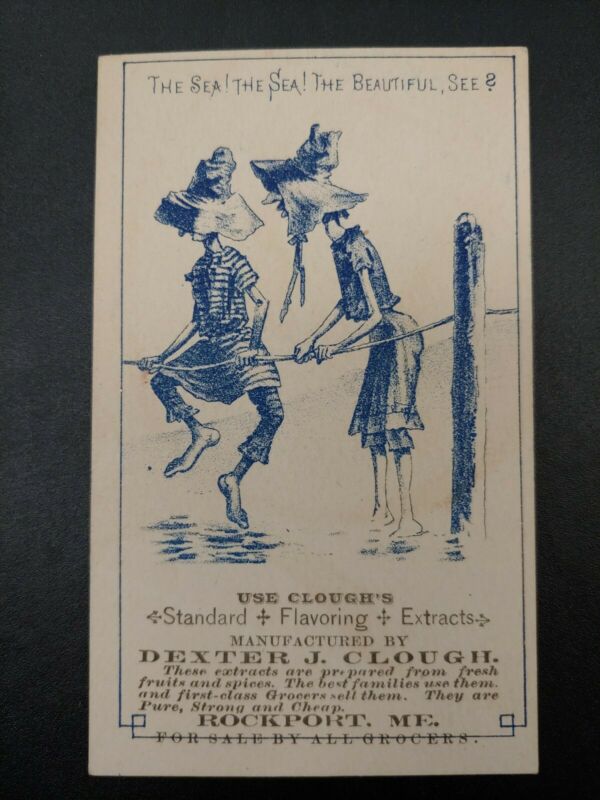 THE SEA! THE SEA! THE BEAUTIFUL, SEE?
USE CLOUGH'S
Standard ✢ Flavoring ✢ Extracts
MANUFACTURED BY
DEXTER J. CLOUGH.
These extracts are prepared from fresh
fruits and spices. The best families use them.
and first-class Grocers sell them. They are
Pure, Strong and Cheap.
ROCKPORT, ME.
FOR SALE BY ALL GROCERS.